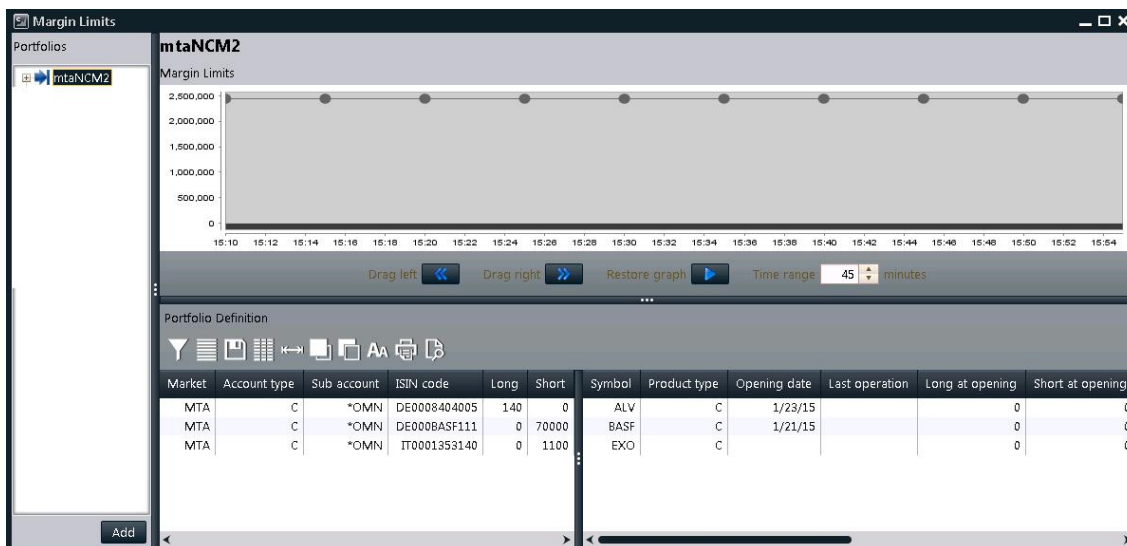 Margin Limits
Portfolios
mtaNCM2
mtaNCM2
Margin Limits
2,500,000
2,000,000
1,500,000
1,000,000
500,000
0
15:10 15:12 15:14 15:16 15:18 15:20 15:22 15:24 15:26 15:28 15:30 15:32 15:34 15:36 15:38 15:40 15:42 15:44 15:46 15:48 15:50 15:52 15:54
Drag left Drag right Restore graph Time range 45 minutes
Portfolio Definition
Market Account type Sub account ISIN code Long Short Symbol Product type Opening date Last operation Long at opening Short at opening
MTA C *OMN DE0008404005 140 0 ALV C 1/23/15 0 0
MTA C *OMN DE000BASF111 0 70000 BASF C 1/21/15 0 0
MTA C *OMN IT0001353140 0 1100 EXO C 0 0
Add